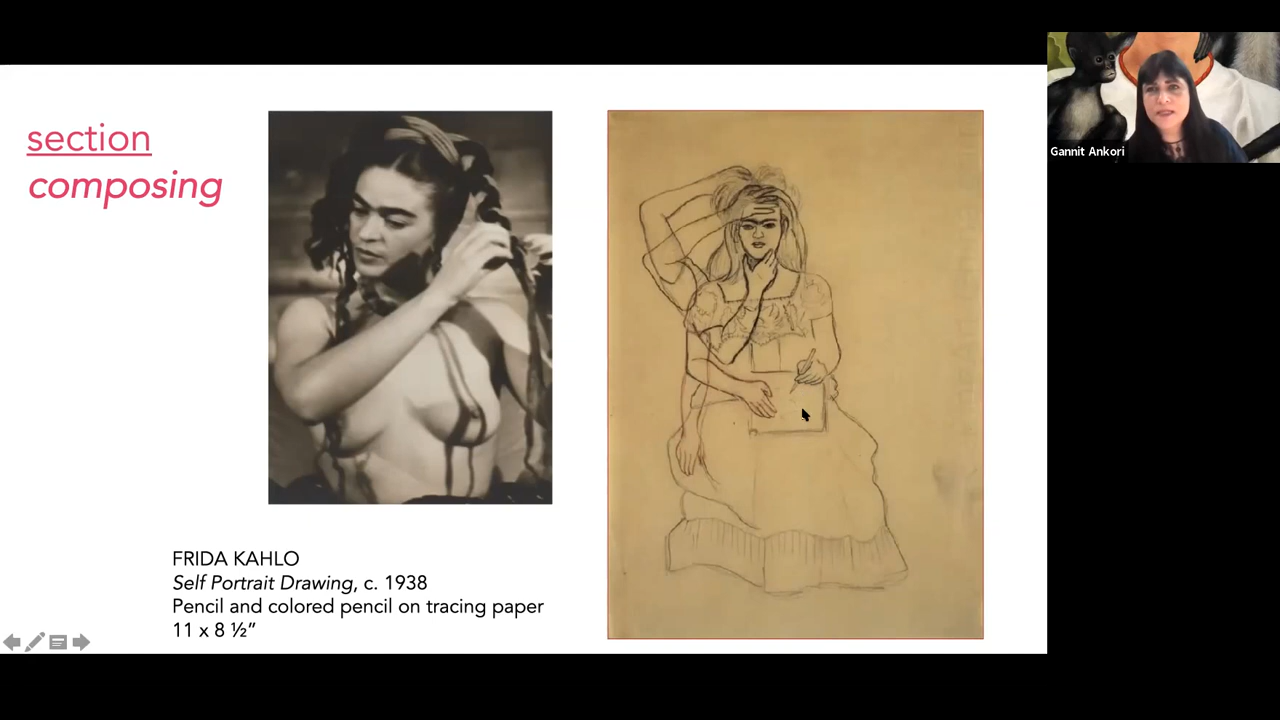 section
composing
FRIDA KAHLO
Self Portrait Drawing, c. 1938
Pencil and colored pencil on tracing paper
11 x 8 ½”
Gannit Ankori